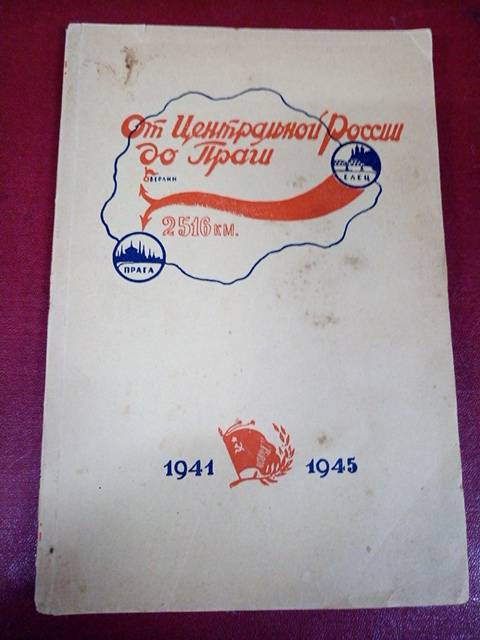 От Центральной России
до Праги
БЕРЛИН
ЕЛЕЦ
2516 км.
ПРАГА
1941
1945